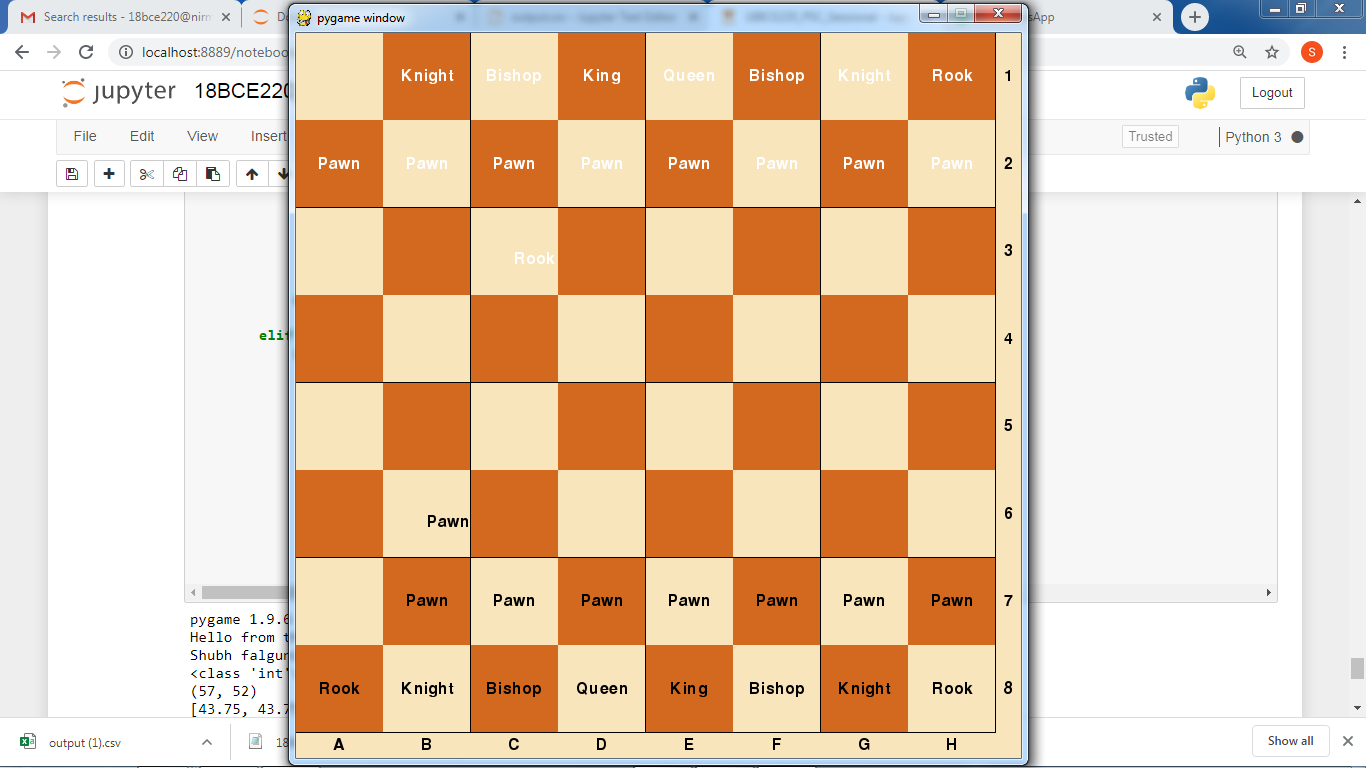 Search results - 18bce220@nirm
pygame window
localhost:8889/noteboo
S
jupyter 18BCE220
Logout
File Edit View Insert
Trusted
Python 3
Knight Bishop King Queen Bishop Knight Rook 1
Pawn Pawn Pawn Pawn Pawn Pawn Pawn Pawn 2
Rook 3
4
5
Pawn 6
Pawn Pawn Pawn Pawn Pawn Pawn Pawn 7
Rook Knight Bishop Queen King Bishop Knight Rook 8
A B C D E F G H
elif
pygame 1.9.6
Hello from t
Shubh falgun
<class 'int'
(57, 52)
[43.75, 43.7
output (1).csv
18
Show all